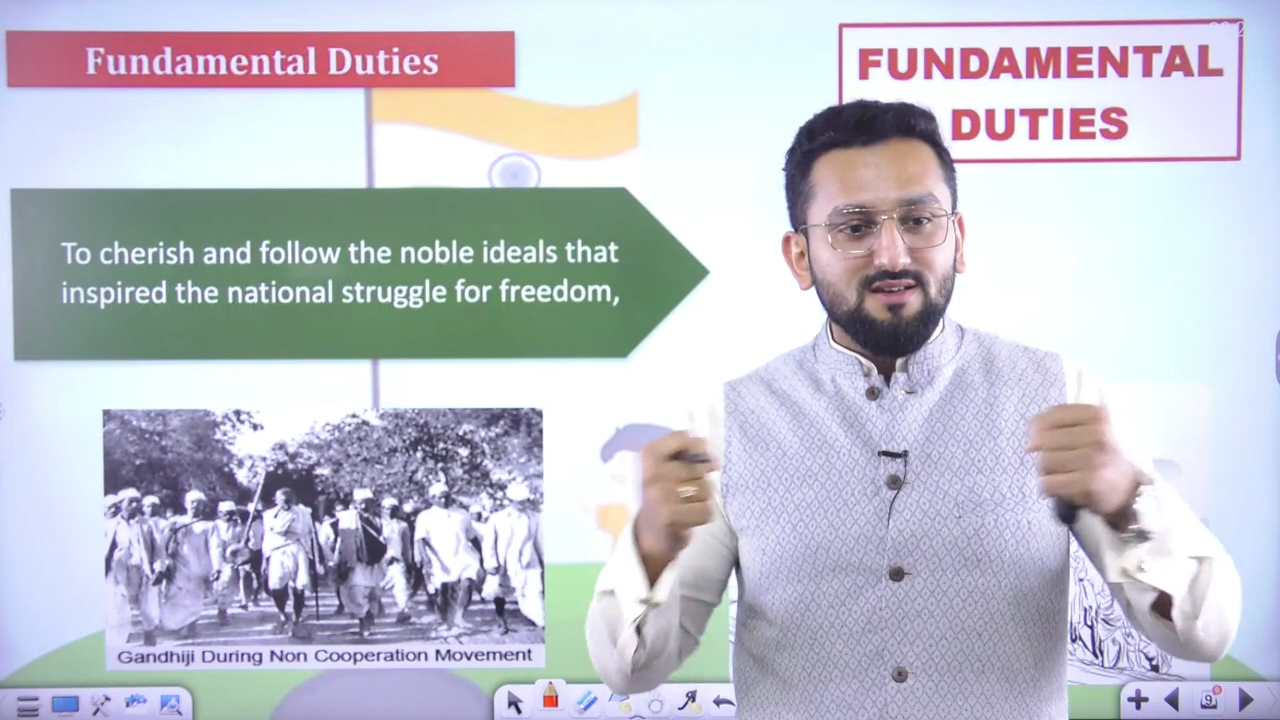 Fundamental Duties
FUNDAMENTAL
DUTIES
To cherish and follow the noble ideals that
inspired the national struggle for freedom,
Gandhiji During Non Cooperation Movement
9